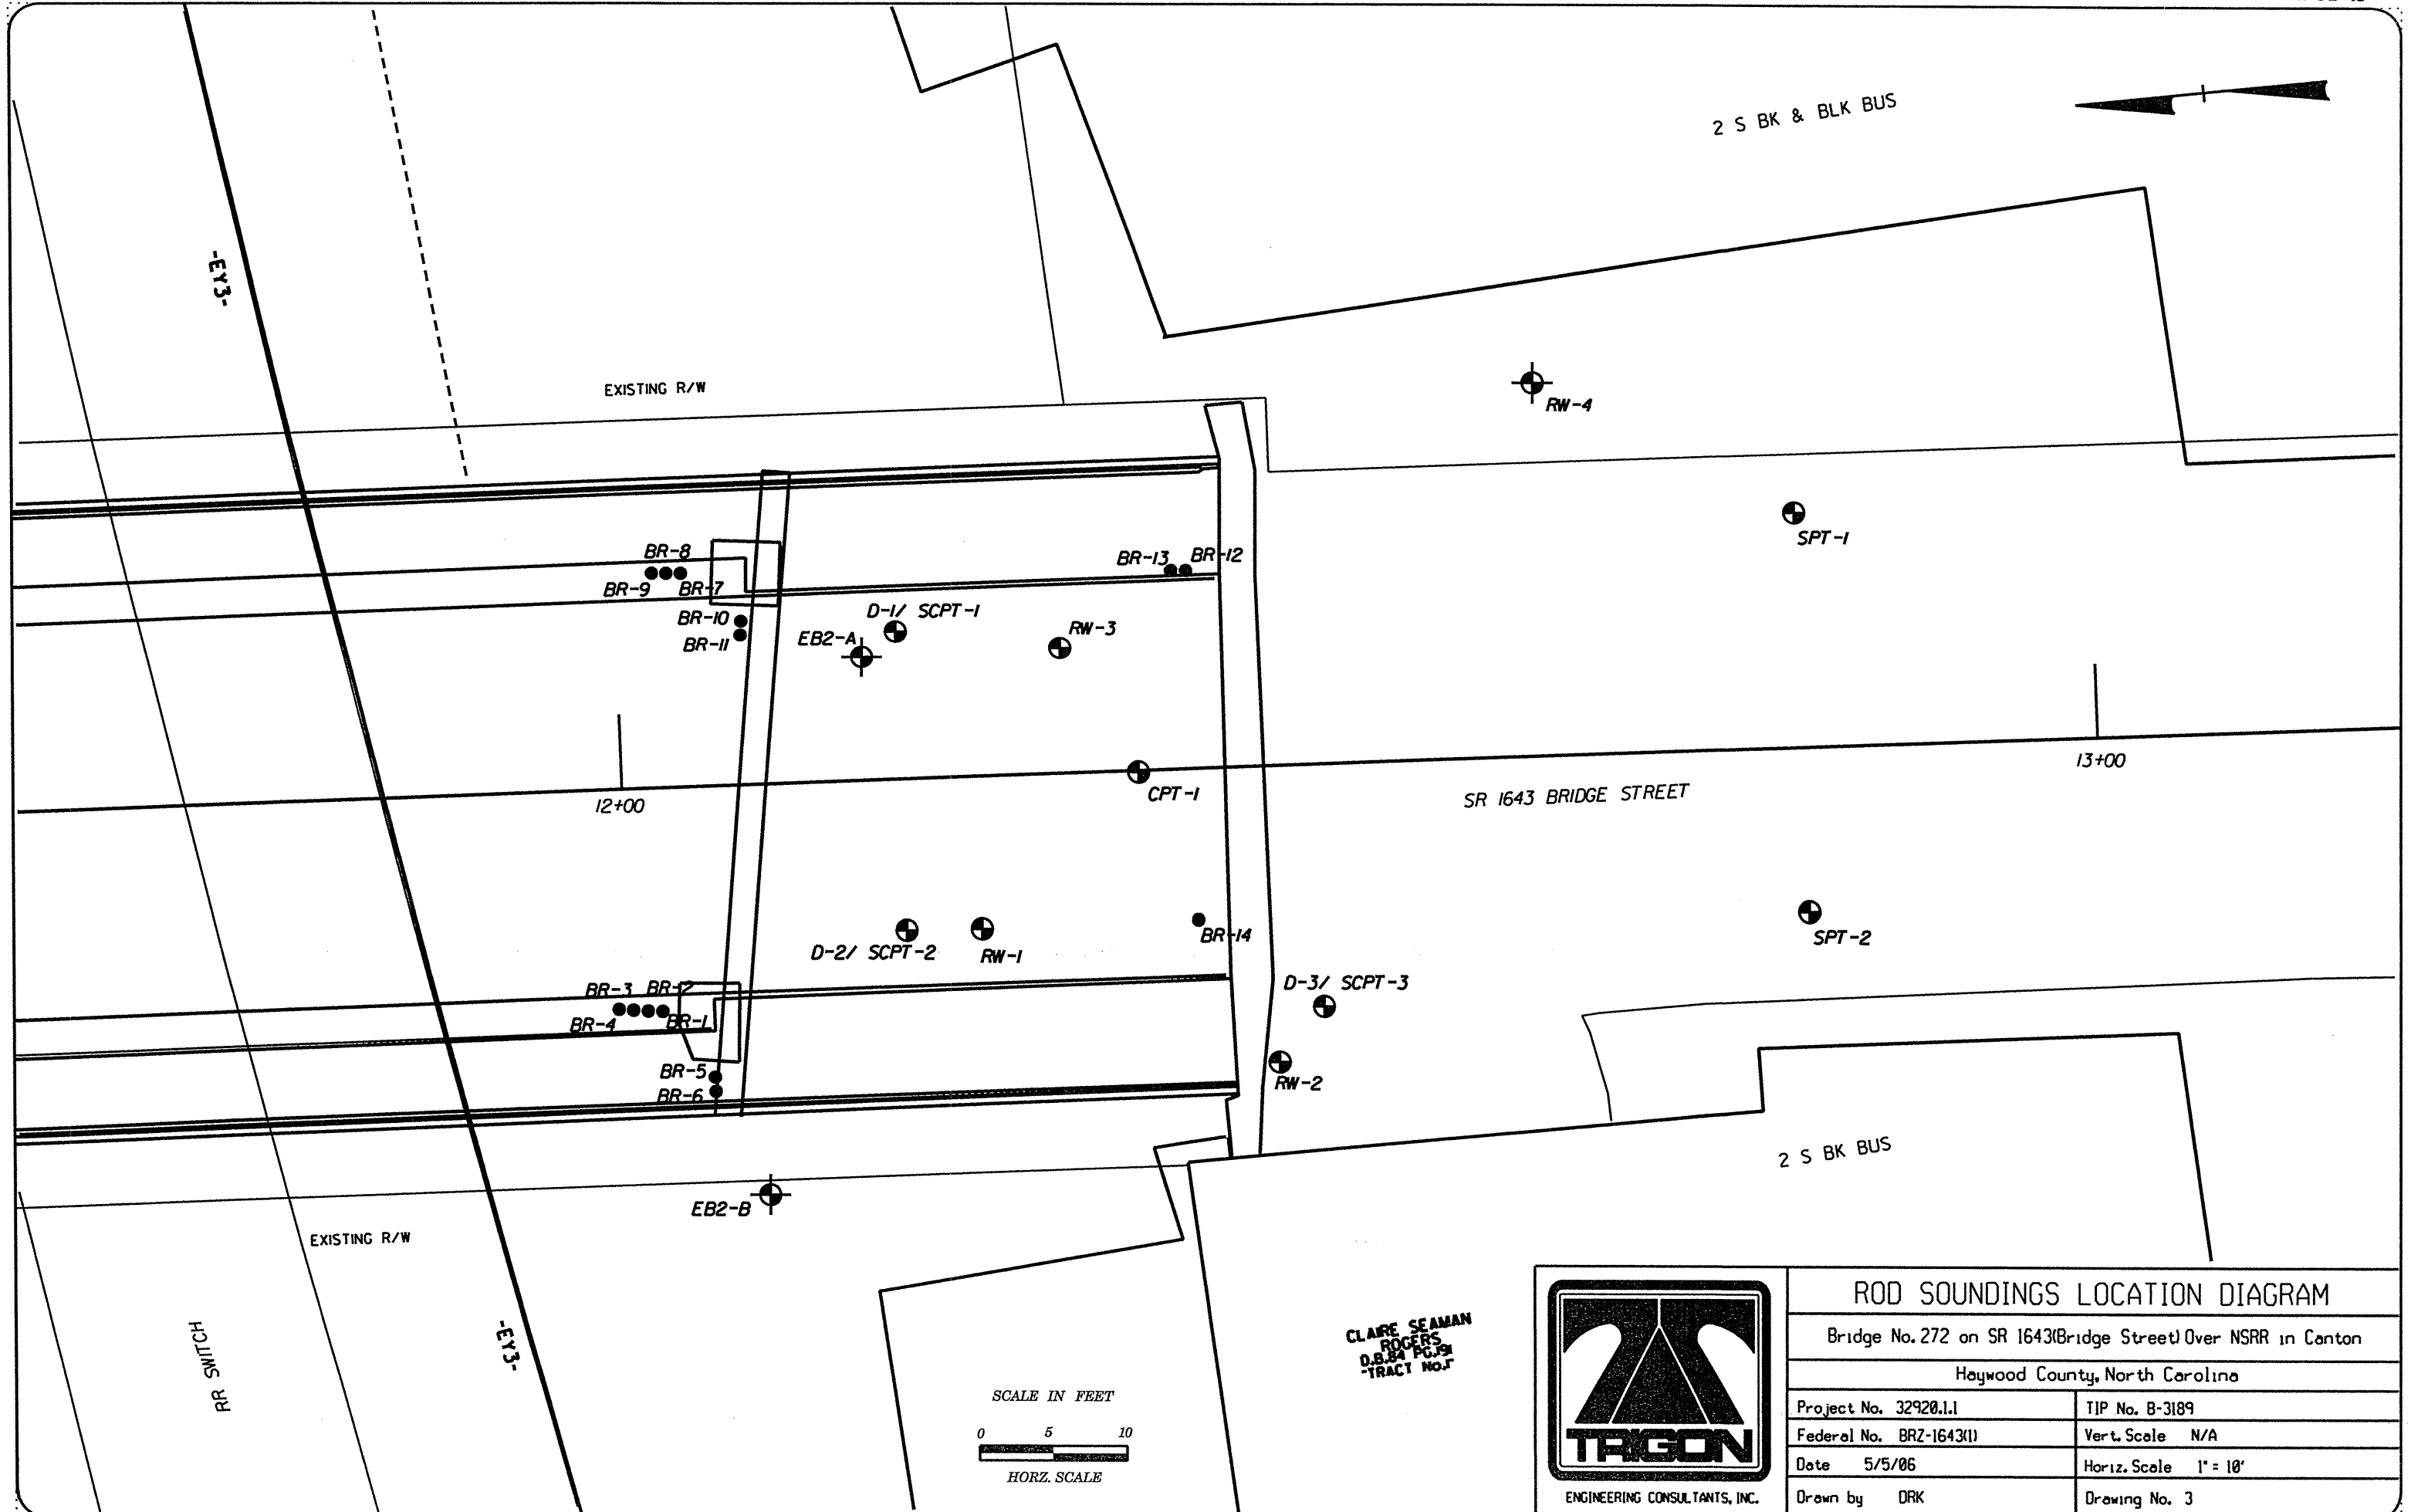 2 S BK & BLK BUS
-EY3-
EXISTING R/W
RW-4
SPT-1
BR-8
BR-9
BR-7
BR-13
BR-12
BR-10
BR-11
D-1/ SCPT-1
EB2-A
RW-3
12+00
CPT-1
SR 1643 BRIDGE STREET
13+00
D-2/ SCPT-2
RW-1
BR-14
SPT-2
BR-3
BR-2
BR-4
BR-1
D-3/ SCPT-3
BR-5
BR-6
RW-2
2 S BK BUS
EB2-B
EXISTING R/W
RR SWITCH
-EY3-
CLAIRE SEAMAN
ROGERS
D.B.84 PG.191
-TRACT NO.
SCALE IN FEET
0 5 10
HORZ. SCALE
TRIGON
ENGINEERING CONSULTANTS, INC.
ROD SOUNDINGS LOCATION DIAGRAM
Bridge No. 272 on SR 1643(Bridge Street) Over NSRR in Canton
Haywood County, North Carolina
Project No. 32920.1.1
TIP No. B-3189
Federal No. BRZ-1643(1)
Vert. Scale N/A
Date 5/5/06
Horiz. Scale 1" = 10'
Drawn by DRK
Drawing No. 3